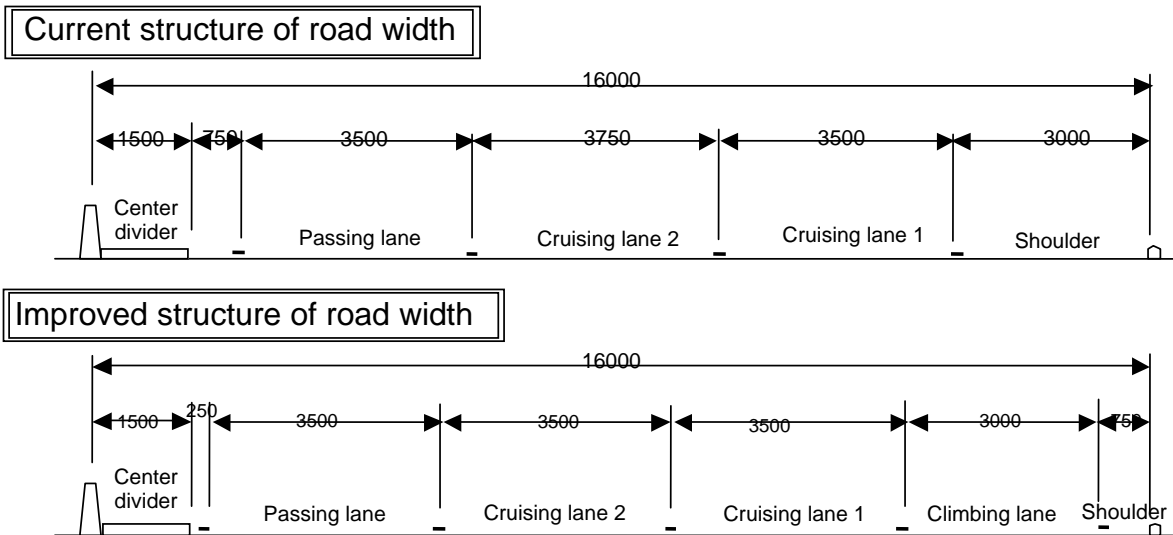 Current structure of road width
16000
1500 750 3500 3750 3500 3000
Center
divider
Passing lane Cruising lane 2 Cruising lane 1 Shoulder
Improved structure of road width
16000
1500 250 3500 3500 3500 3000 750
Center
divider
Passing lane Cruising lane 2 Cruising lane 1 Climbing lane Shoulder